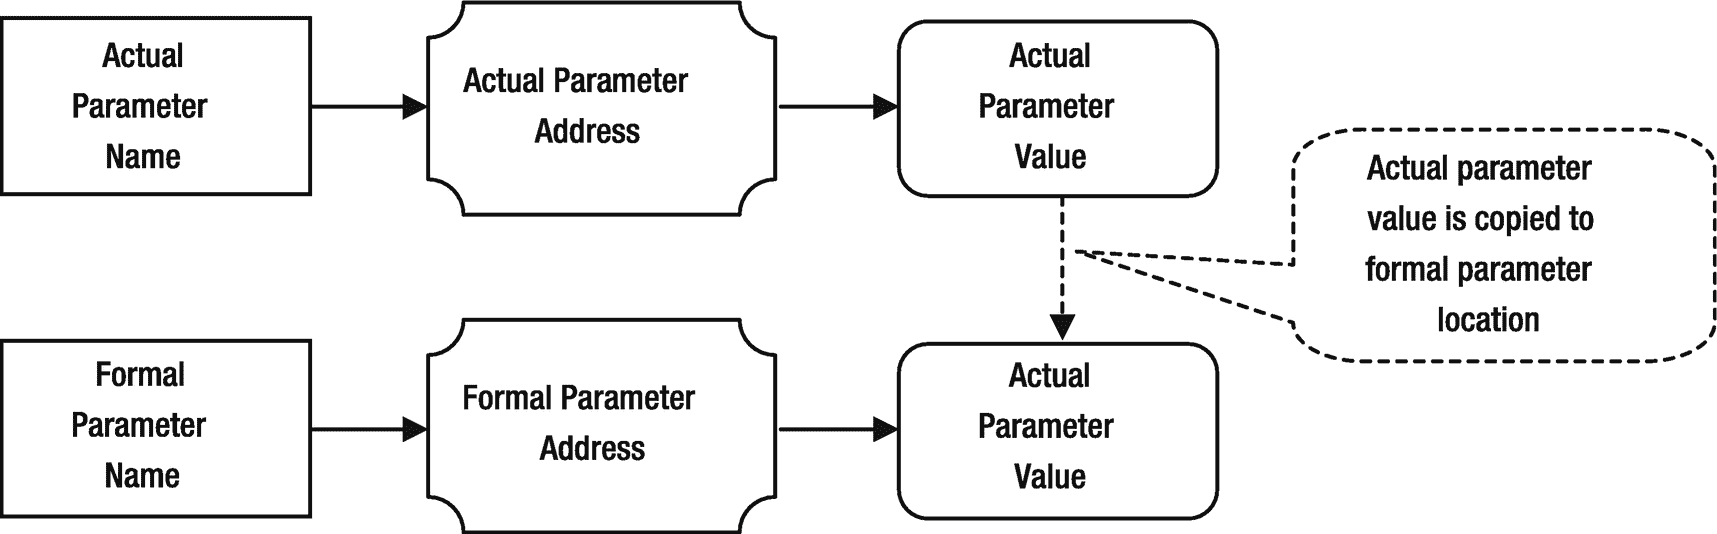 Actual
Parameter
Name
Actual Parameter
Address
Actual
Parameter
Value
Actual parameter
value is copied to
formal parameter
location
Formal
Parameter
Name
Formal Parameter
Address
Actual
Parameter
Value